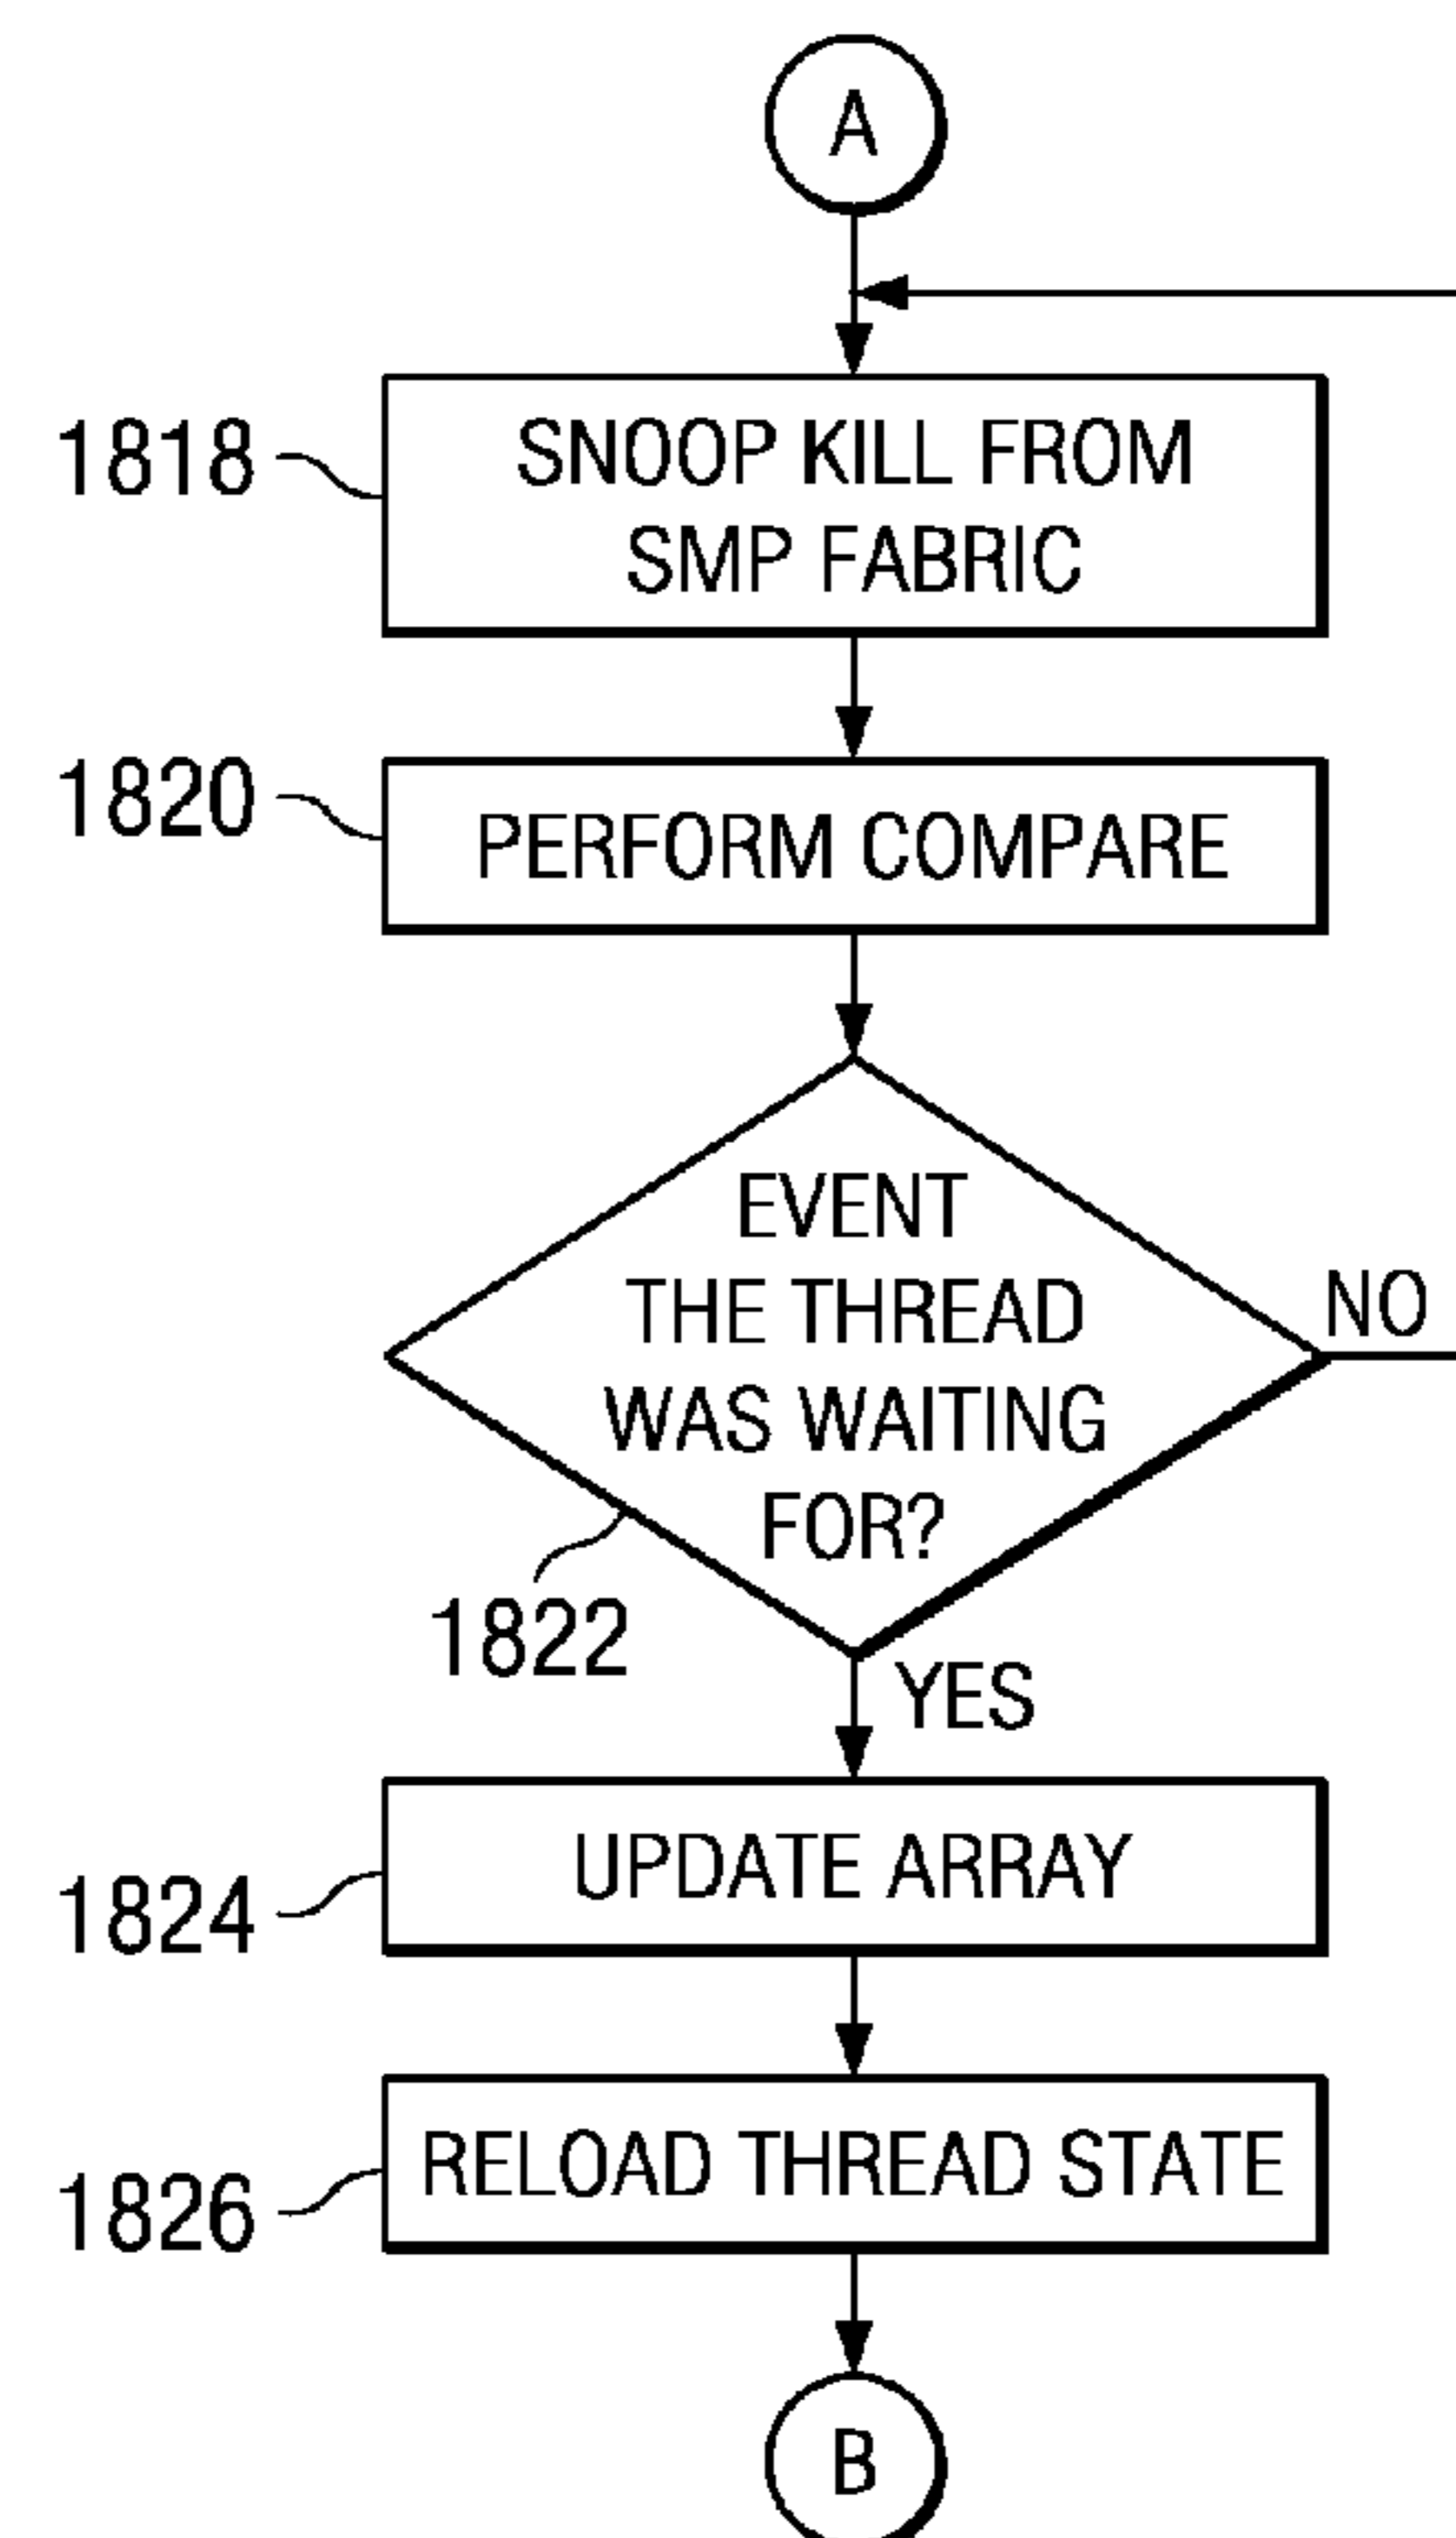 A
1818
SNOOP KILL FROM
SMP FABRIC
1820
PERFORM COMPARE
EVENT
THE THREAD
WAS WAITING
FOR?
NO
1822
YES
1824
UPDATE ARRAY
1826
RELOAD THREAD STATE
B